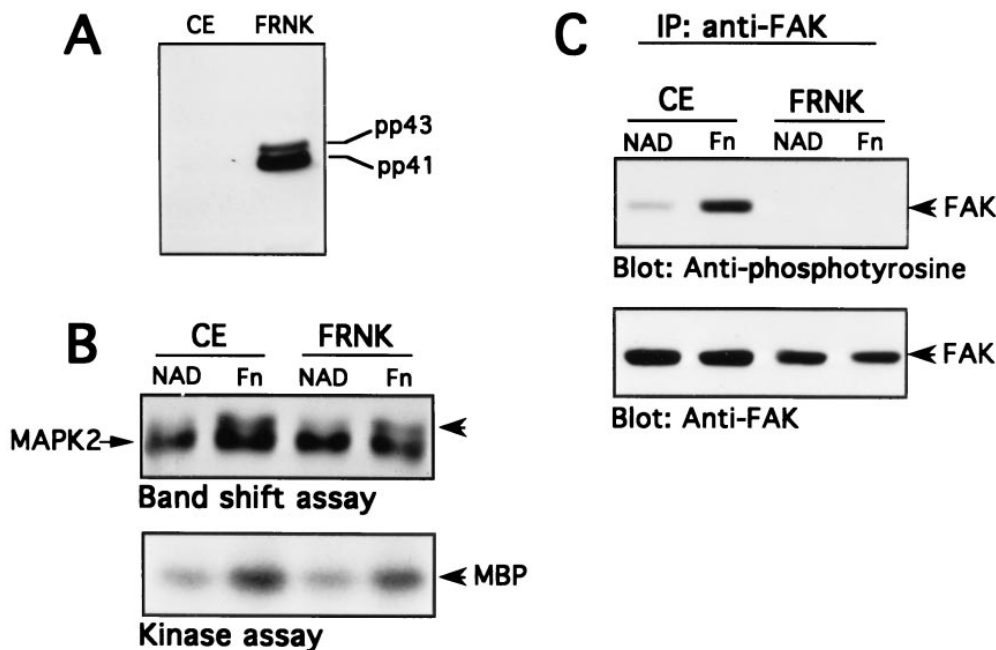 A
CE FRNK
pp43
pp41
B
CE FRNK
NAD Fn NAD Fn
MAPK2
Band shift assay
MBP
Kinase assay
C
IP: anti-FAK
CE FRNK
NAD Fn NAD Fn
FAK
Blot: Anti-phosphotyrosine
FAK
Blot: Anti-FAK